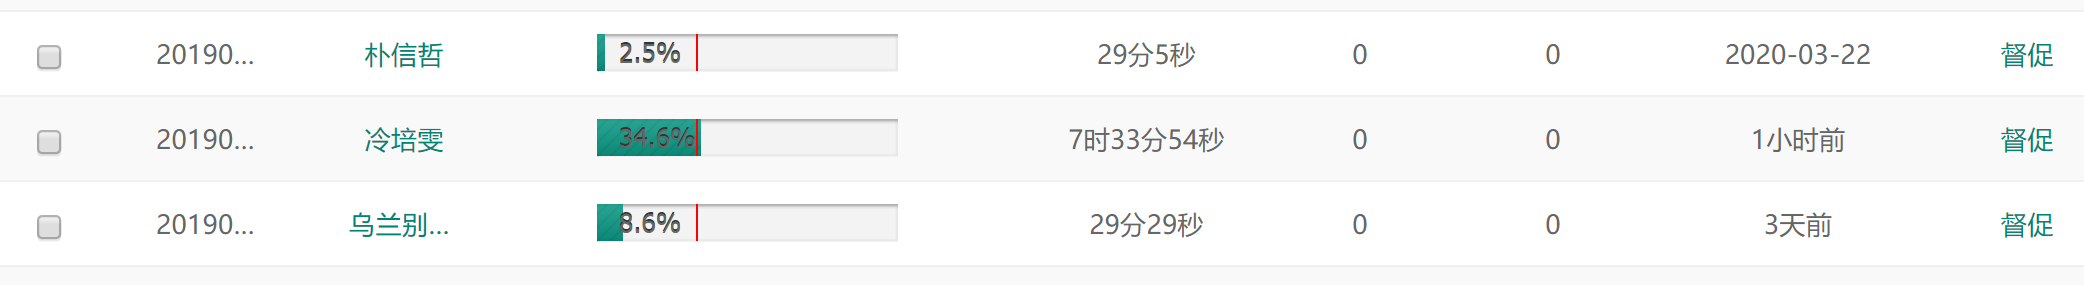 20190... 朴信哲 2.5% 29分5秒 0 0 2020-03-22 督促
20190... 冷培雯 34.6% 7时33分54秒 0 0 1小时前 督促
20190... 乌兰别... 8.6% 29分29秒 0 0 3天前 督促